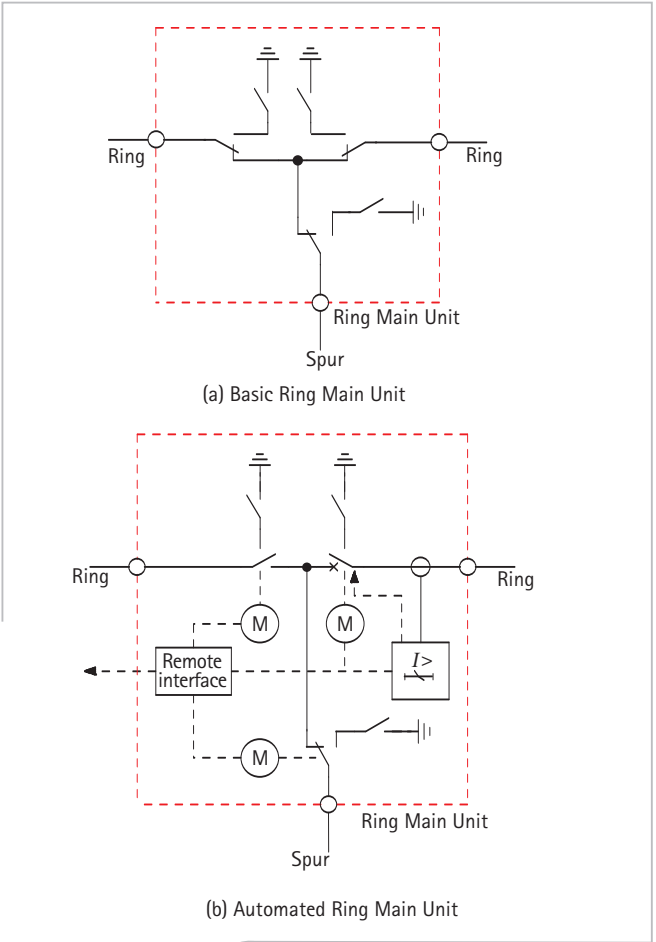 Ring
Ring
Ring Main Unit
Spur
(a) Basic Ring Main Unit
Ring
Ring
M
M
Remote
interface
I>
M
Ring Main Unit
Spur
(b) Automated Ring Main Unit